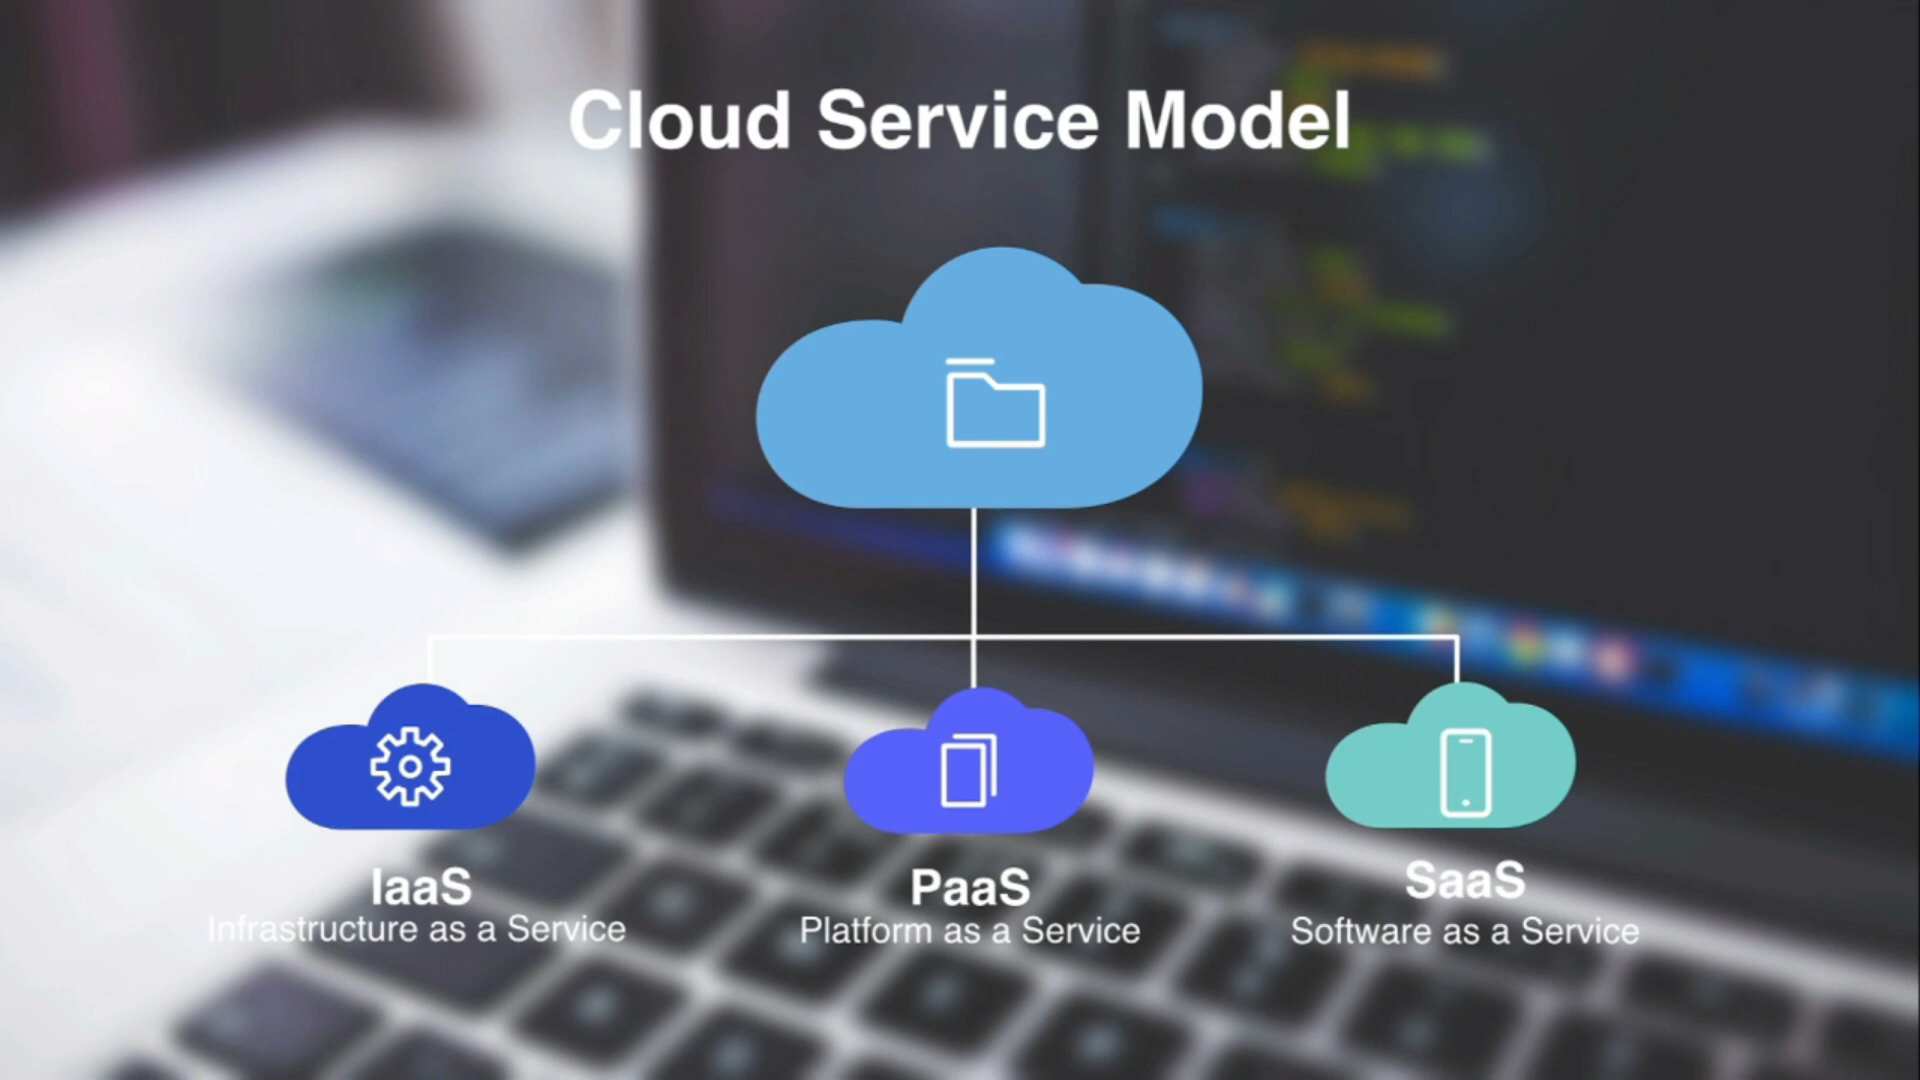 Cloud Service Model
IaaS
Infrastructure as a Service
PaaS
Platform as a Service
SaaS
Software as a Service